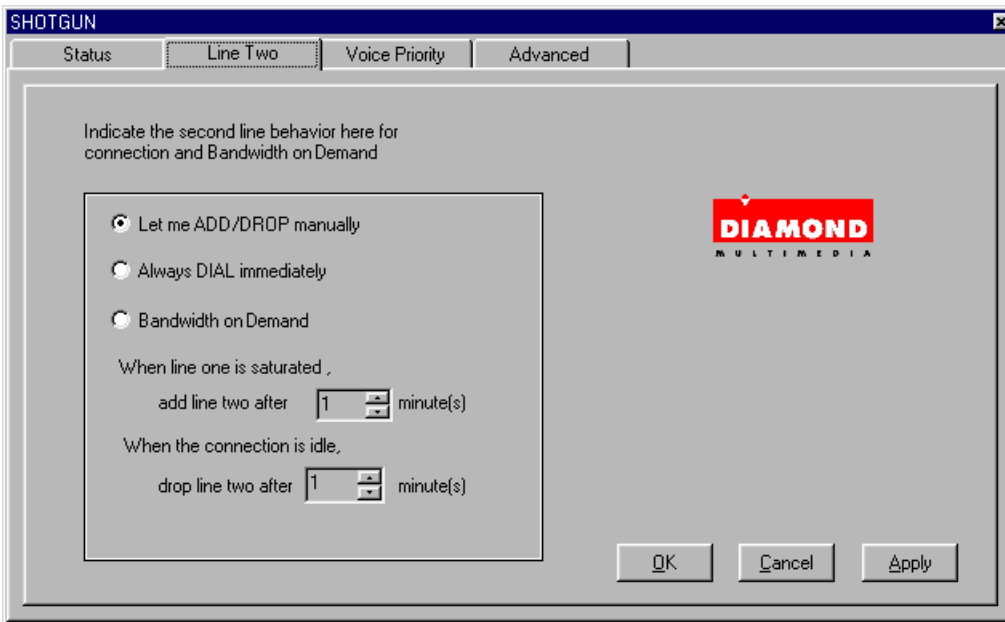 SHOTGUN
Status
Line Two
Voice Priority
Advanced
Indicate the second line behavior here for
connection and Bandwidth on Demand
Let me ADD/DROP manually
Always DIAL immediately
Bandwidth on Demand
When line one is saturated ,
add line two after 1 minute(s)
When the connection is idle,
drop line two after 1 minute(s)
DIAMOND
MULTIMEDIA
OK
Cancel
Apply